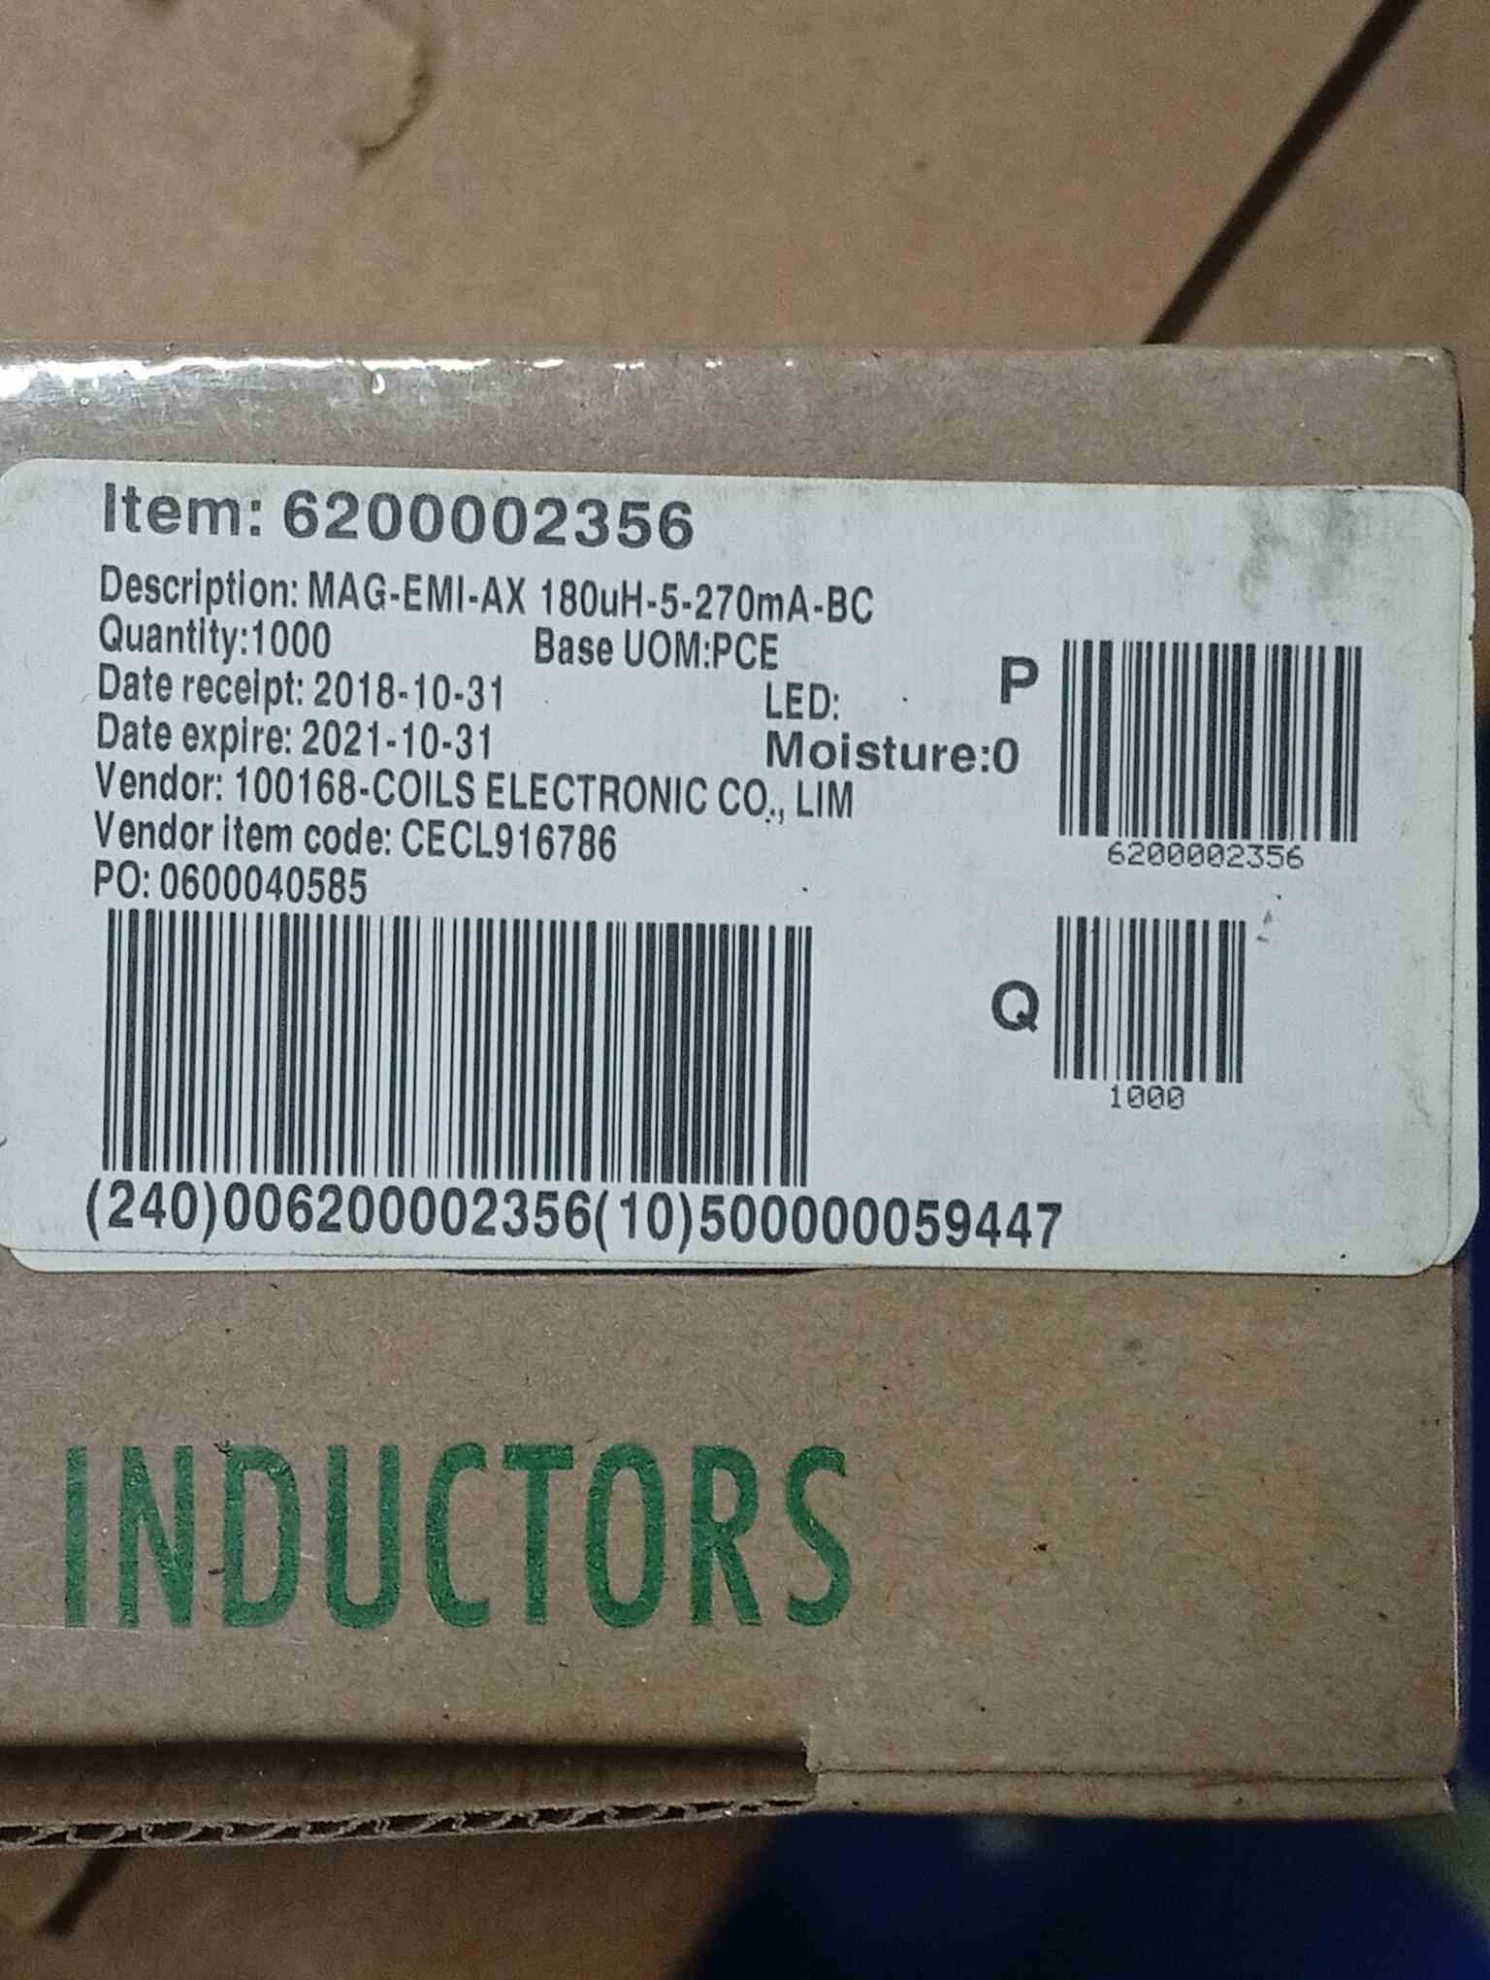 Item: 6200002356
Description: MAG-EMI-AX 180uH-5-270mA-BC
Quantity:1000 Base UOM:PCE
Date receipt: 2018-10-31
LED:
Date expire: 2021-10-31
Moisture:0
Vendor: 100168-COILS ELECTRONIC CO., LIM
Vendor item code: CECL916786
PO: 0600040585
P
6200002356
Q
1000
(240)006200002356(10)500000059447
INDUCTORS